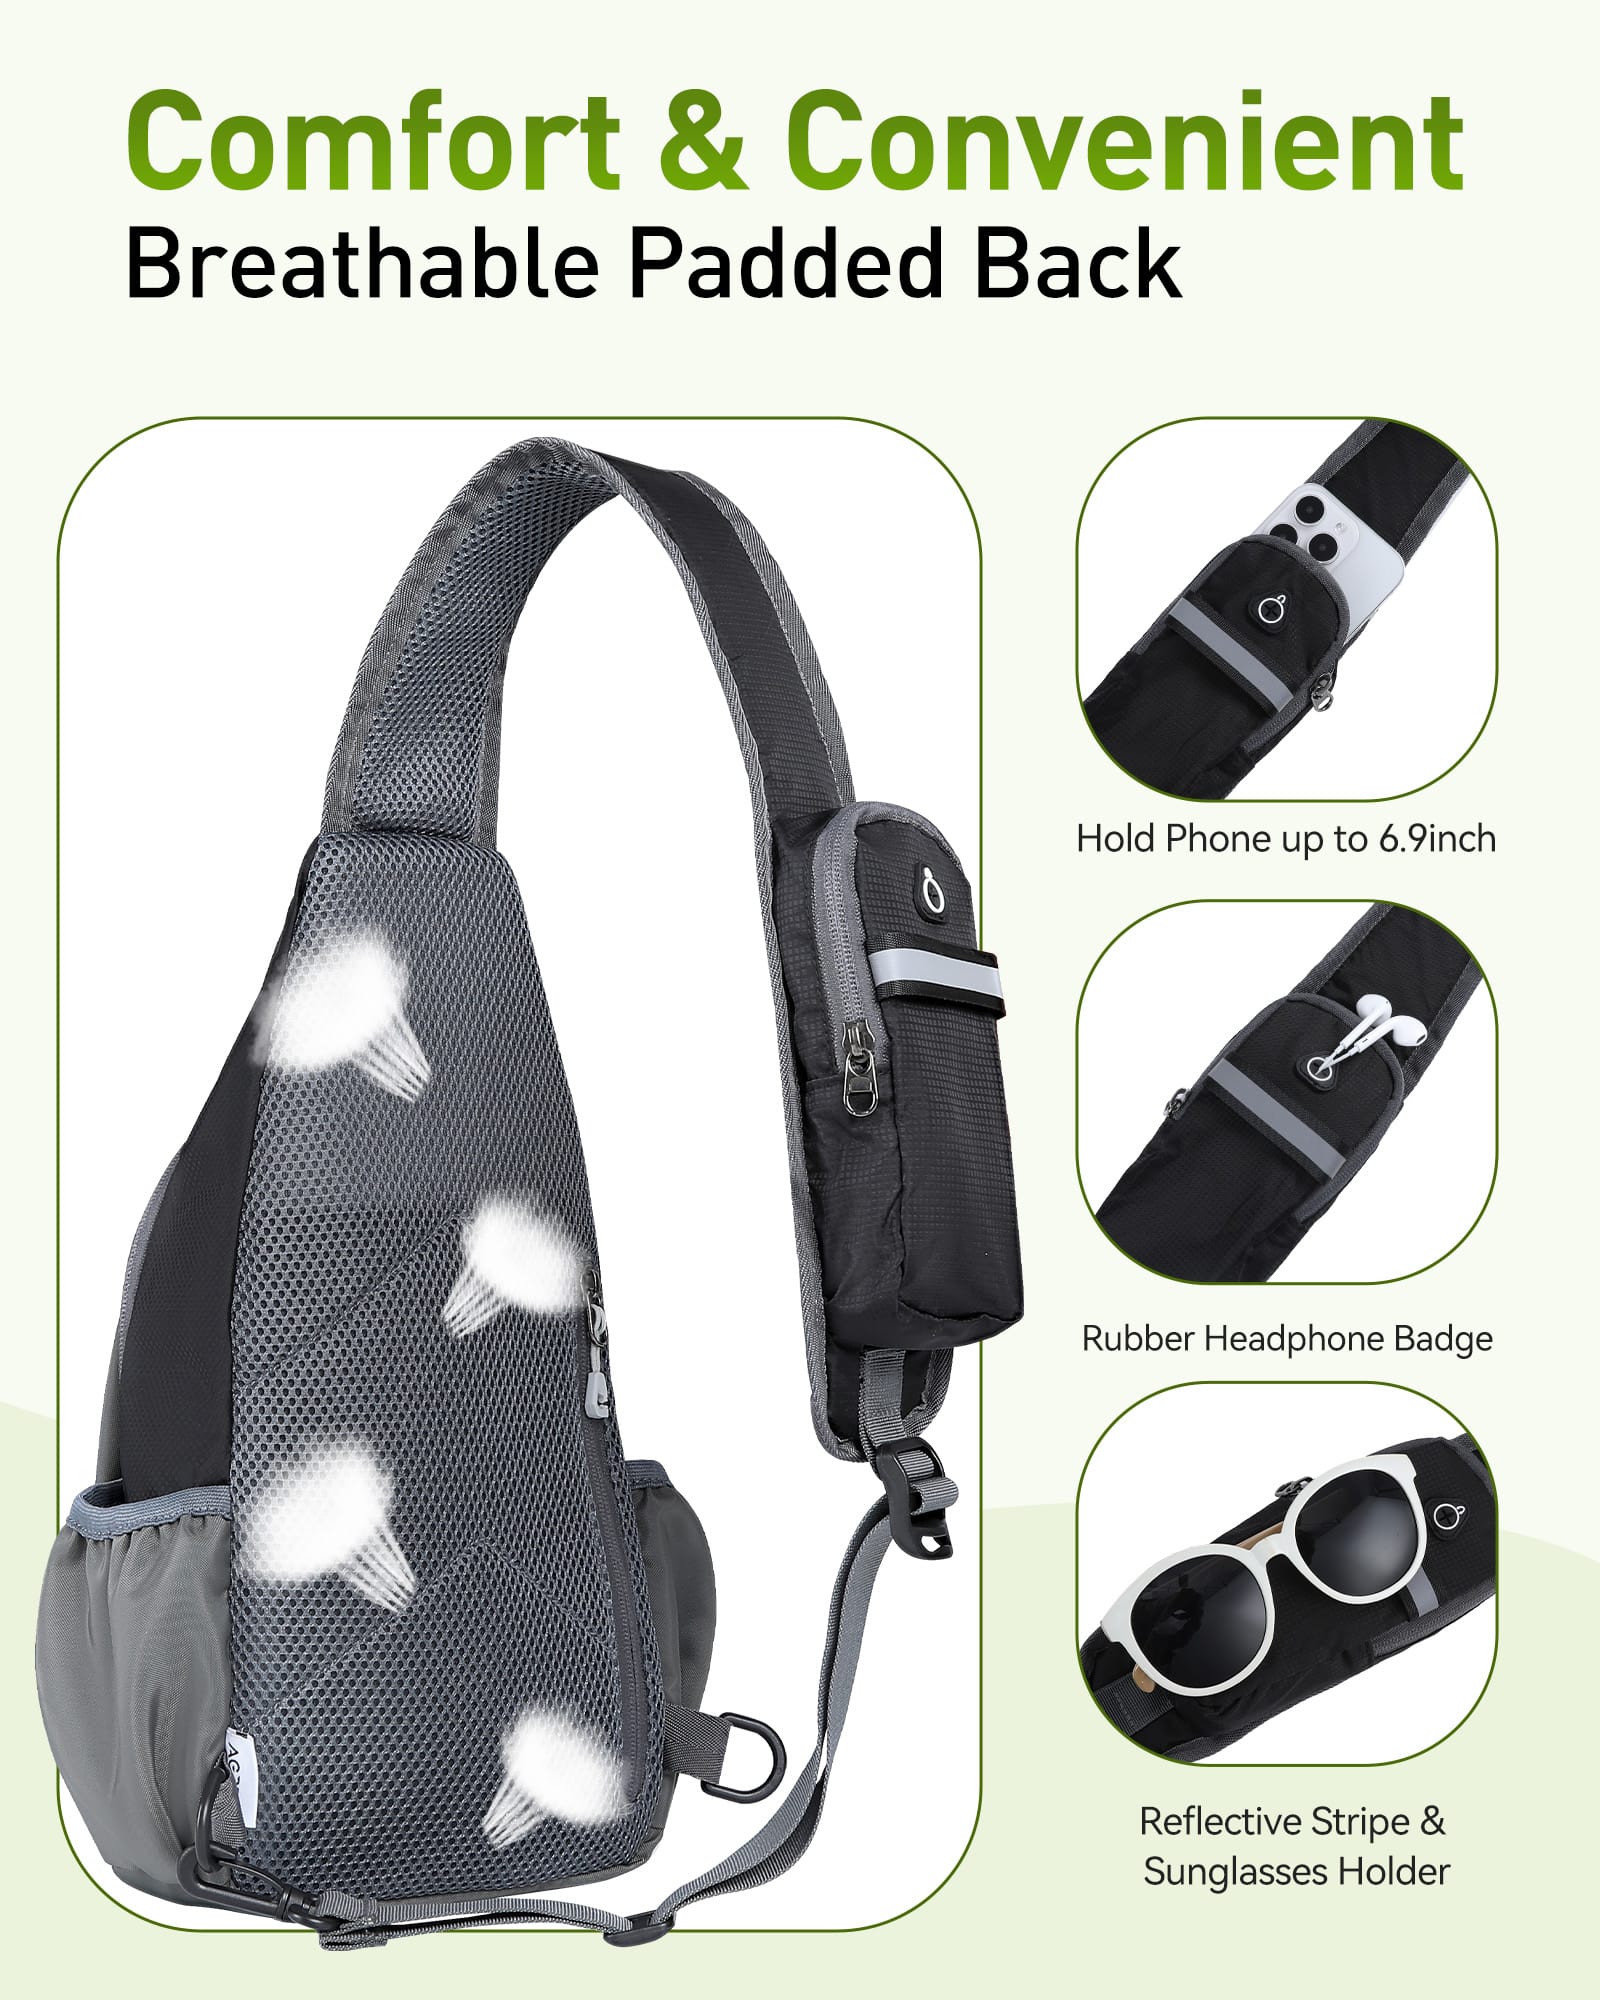 Comfort & Convenient
Breathable Padded Back
Hold Phone up to 6.9inch
Rubber Headphone Badge
Reflective Stripe &
Sunglasses Holder